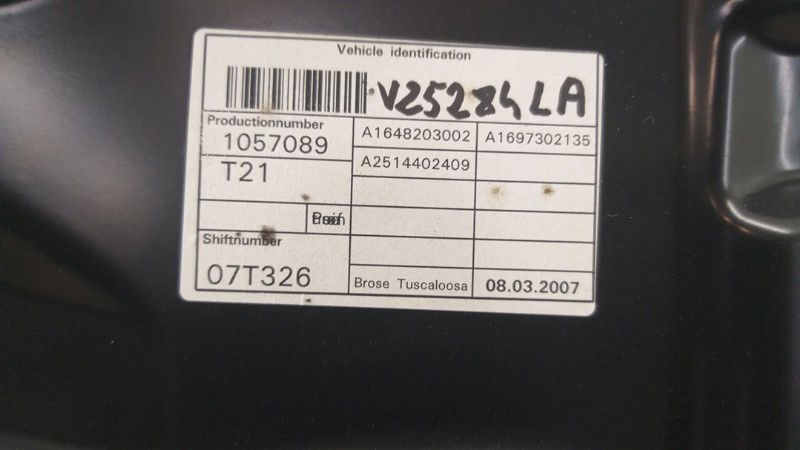 Vehicle identification
V25284LA
Productionnumber
1057089
A1648203002 A1697302135
T21
A2514402409
Shiftnumber
07T326
Brose Tuscaloosa 08.03.2007